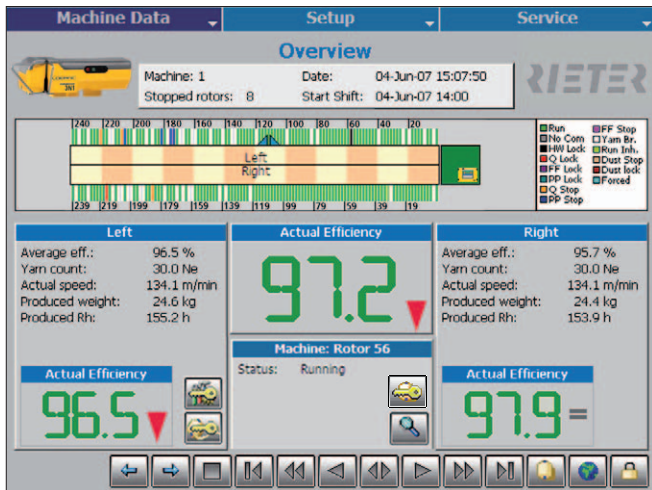 Machine Data Setup Service
Overview
Machine: 1 Date: 04-Jun-07 15:07:50
Stopped rotors: 8 Start Shift: 04-Jun-07 14:00
RIETER
240 220 200 180 160 140 120 100 80 60 40 20
Left
Right
239 219 199 179 159 139 119 99 79 59 39 19
Run FF Stop
No Com Yarn Br.
HW Lock Run Inh.
Q Lock Dust Stop
FF Lock Dust lock
PP Lock Forced
Q Stop
PP Stop
Left
Average eff.: 96.5 %
Yarn count: 30.0 Ne
Actual speed: 134.1 m/min
Produced weight: 24.6 kg
Produced Rh: 155.2 h
Actual Efficiency
96.5
Actual Efficiency
97.2
Machine: Rotor 56
Status: Running
Right
Average eff.: 95.7 %
Yarn count: 30.0 Ne
Actual speed: 134.1 m/min
Produced weight: 24.4 kg
Produced Rh: 153.9 h
Actual Efficiency
97.9 =